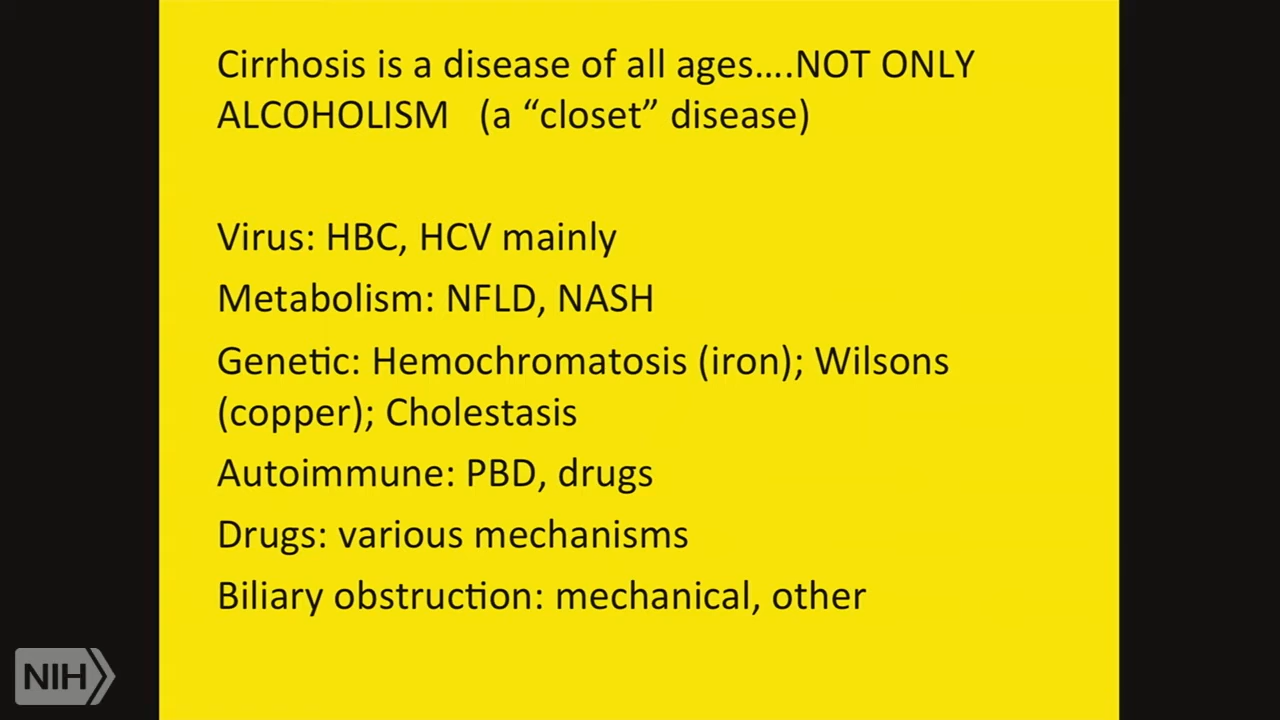 Cirrhosis is a disease of all ages....NOT ONLY
ALCOHOLISM (a “closet” disease)
Virus: HBC, HCV mainly
Metabolism: NFLD, NASH
Genetic: Hemochromatosis (iron); Wilsons
(copper); Cholestasis
Autoimmune: PBD, drugs
Drugs: various mechanisms
Biliary obstruction: mechanical, other
NIH